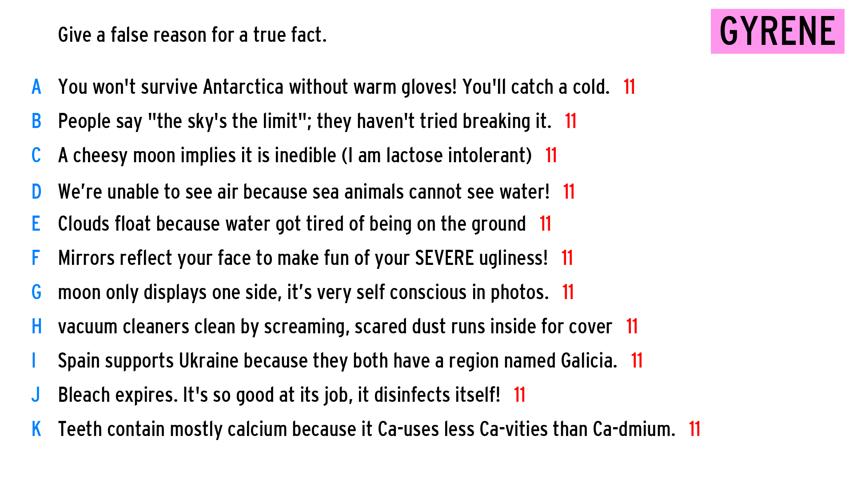 Give a false reason for a true fact.
GYRENE
A You won't survive Antarctica without warm gloves! You'll catch a cold. 11
B People say "the sky's the limit"; they haven't tried breaking it. 11
C A cheesy moon implies it is inedible (I am lactose intolerant) 11
D We’re unable to see air because sea animals cannot see water! 11
E Clouds float because water got tired of being on the ground 11
F Mirrors reflect your face to make fun of your SEVERE ugliness! 11
G moon only displays one side, it’s very self conscious in photos. 11
H vacuum cleaners clean by screaming, scared dust runs inside for cover 11
I Spain supports Ukraine because they both have a region named Galicia. 11
J Bleach expires. It's so good at its job, it disinfects itself! 11
K Teeth contain mostly calcium because it Ca-uses less Ca-vities than Ca-dmium. 11